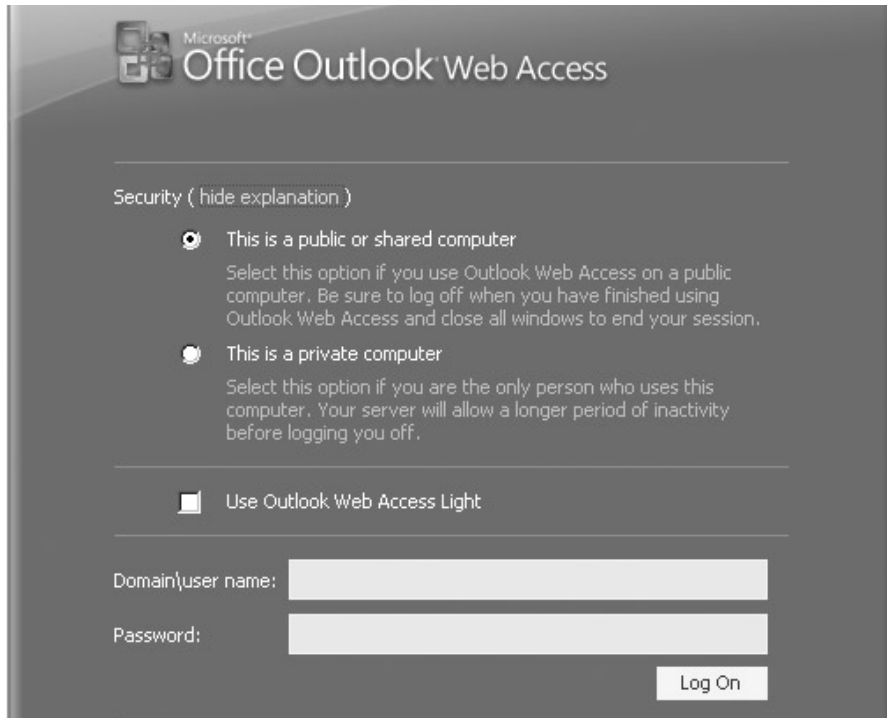 Microsoft®
Office Outlook® Web Access
Security ( hide explanation )
This is a public or shared computer
Select this option if you use Outlook Web Access on a public
computer. Be sure to log off when you have finished using
Outlook Web Access and close all windows to end your session.
This is a private computer
Select this option if you are the only person who uses this
computer. Your server will allow a longer period of inactivity
before logging you off.
Use Outlook Web Access Light
Domain\user name:
Password:
Log On